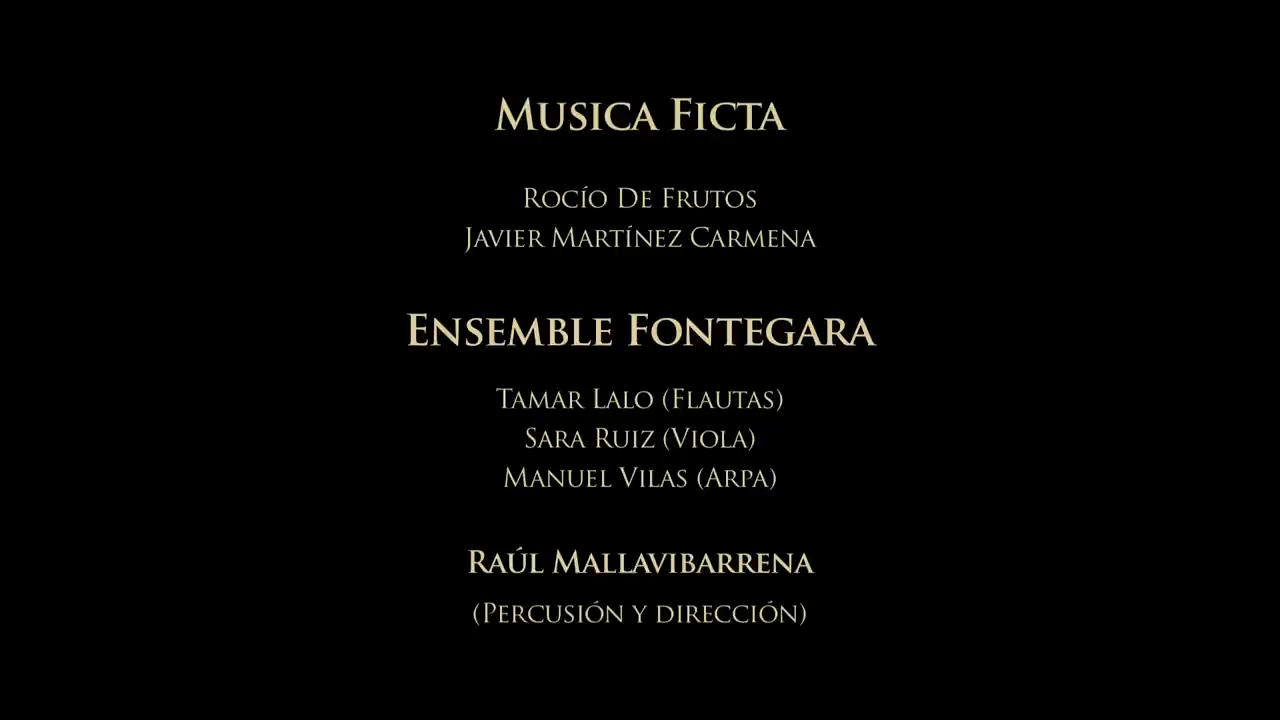 Musica Ficta
Rocío De Frutos
Javier Martínez Carmena
Ensemble Fontegara
Tamar Lalo (Flautas)
Sara Ruiz (Viola)
Manuel Vilas (Arpa)
Raúl Mallavibarrena
(Percusión y dirección)